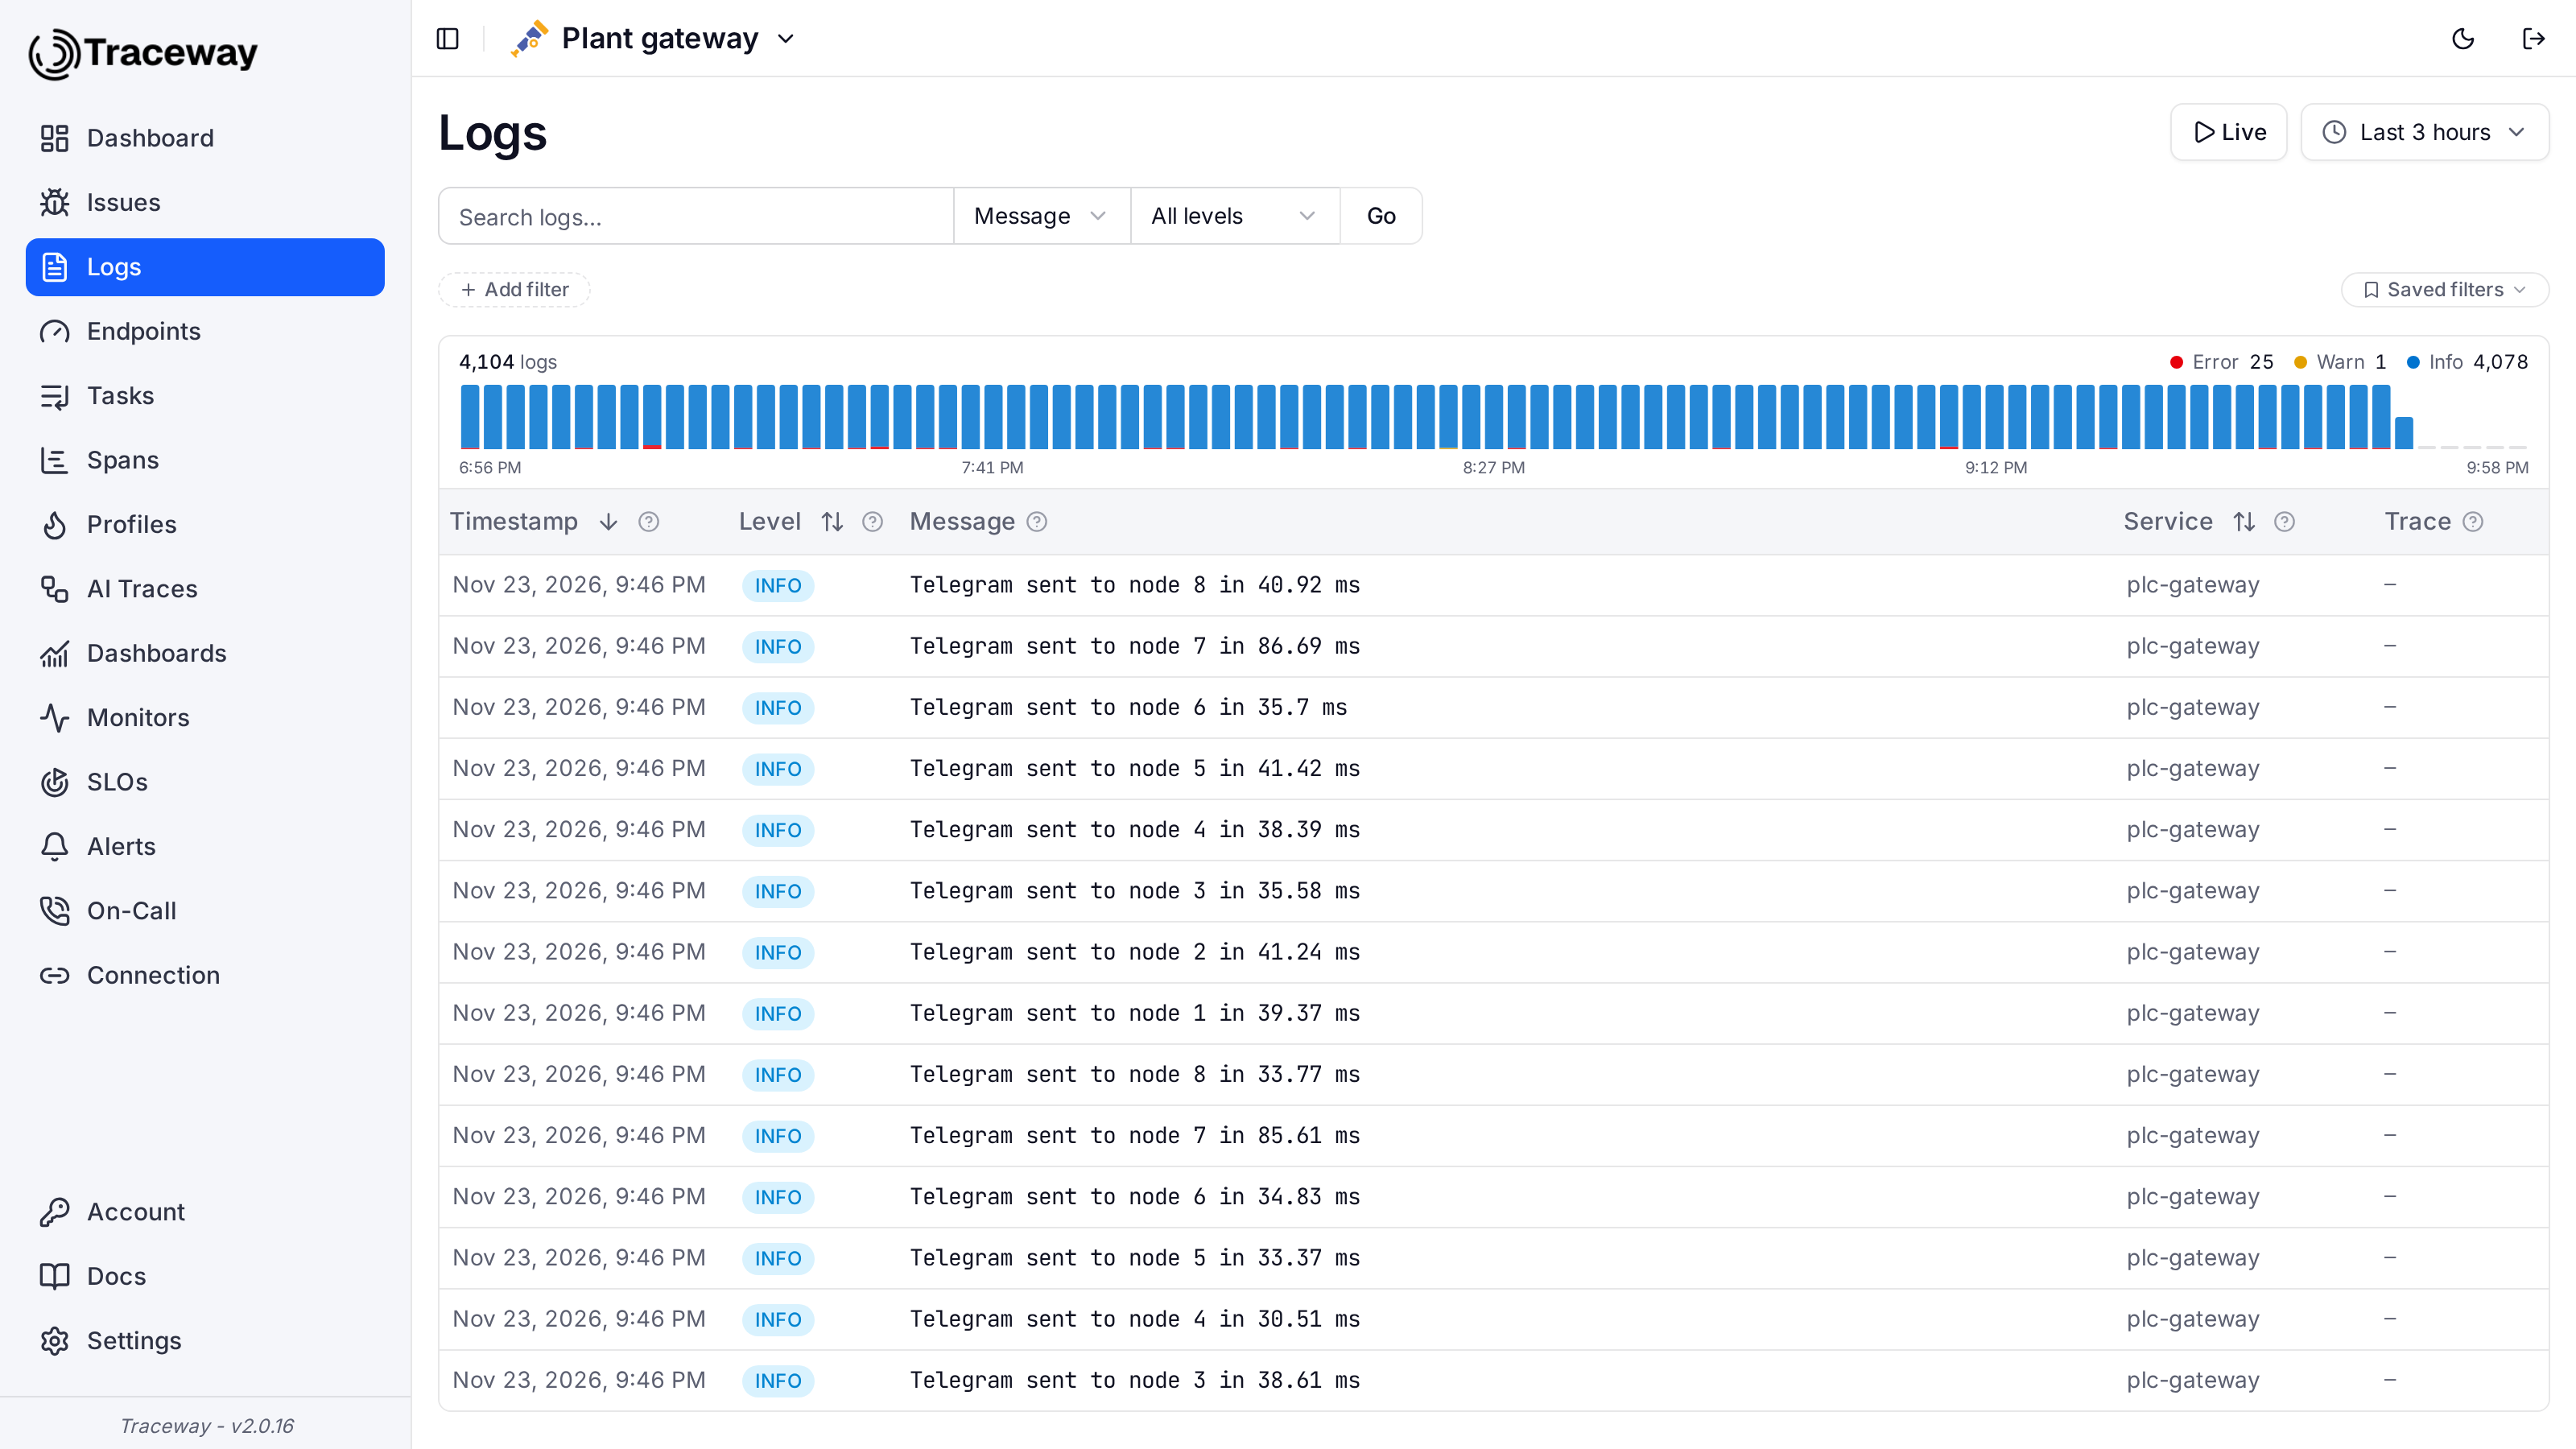 Traceway
Dashboard
Issues
Logs
Endpoints
Tasks
Spans
Profiles
AI Traces
Dashboards
Monitors
SLOs
Alerts
On-Call
Connection
Account
Docs
Settings
Traceway - v2.0.16
Plant gateway
Logs
Live
Last 3 hours
Search logs...
Message
All levels
Go
+ Add filter
Saved filters
4,104 logs
Error 25 Warn 1 Info 4,078
6:56 PM 7:41 PM 8:27 PM 9:12 PM 9:58 PM
Timestamp Level Message Service Trace
Nov 23, 2026, 9:46 PM INFO Telegram sent to node 8 in 40.92 ms plc-gateway –
Nov 23, 2026, 9:46 PM INFO Telegram sent to node 7 in 86.69 ms plc-gateway –
Nov 23, 2026, 9:46 PM INFO Telegram sent to node 6 in 35.7 ms plc-gateway –
Nov 23, 2026, 9:46 PM INFO Telegram sent to node 5 in 41.42 ms plc-gateway –
Nov 23, 2026, 9:46 PM INFO Telegram sent to node 4 in 38.39 ms plc-gateway –
Nov 23, 2026, 9:46 PM INFO Telegram sent to node 3 in 35.58 ms plc-gateway –
Nov 23, 2026, 9:46 PM INFO Telegram sent to node 2 in 41.24 ms plc-gateway –
Nov 23, 2026, 9:46 PM INFO Telegram sent to node 1 in 39.37 ms plc-gateway –
Nov 23, 2026, 9:46 PM INFO Telegram sent to node 8 in 33.77 ms plc-gateway –
Nov 23, 2026, 9:46 PM INFO Telegram sent to node 7 in 85.61 ms plc-gateway –
Nov 23, 2026, 9:46 PM INFO Telegram sent to node 6 in 34.83 ms plc-gateway –
Nov 23, 2026, 9:46 PM INFO Telegram sent to node 5 in 33.37 ms plc-gateway –
Nov 23, 2026, 9:46 PM INFO Telegram sent to node 4 in 30.51 ms plc-gateway –
Nov 23, 2026, 9:46 PM INFO Telegram sent to node 3 in 38.61 ms plc-gateway –